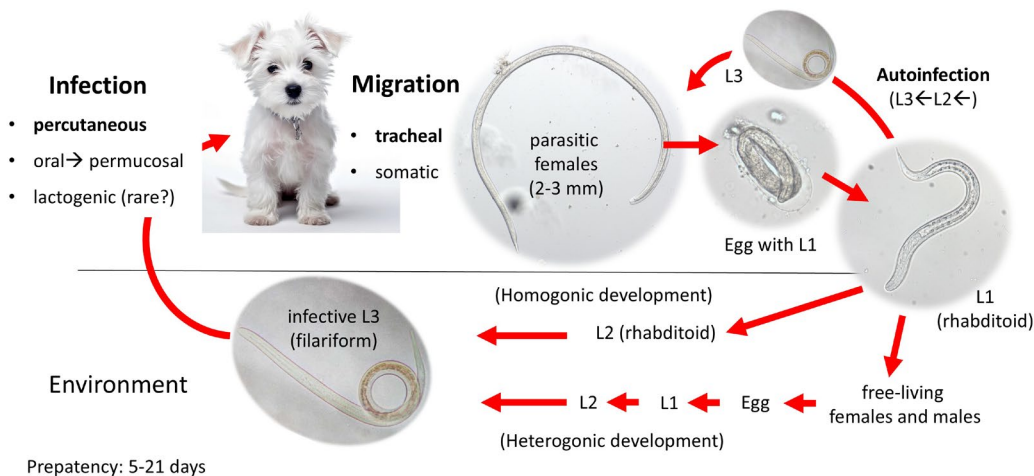 Infection
• percutaneous
• oral→ permucosal
• lactogenic (rare?)
Migration
• tracheal
• somatic
parasitic
females
(2-3 mm)
L3
Autoinfection
(L3←L2←)
Egg with L1
L1
(rhabditoid)
(Homogonic development)
L2 (rhabditoid)
infective L3
(filariform)
Environment
free-living
females and males
Egg
L1
L2
(Heterogonic development)
Prepatency: 5-21 days